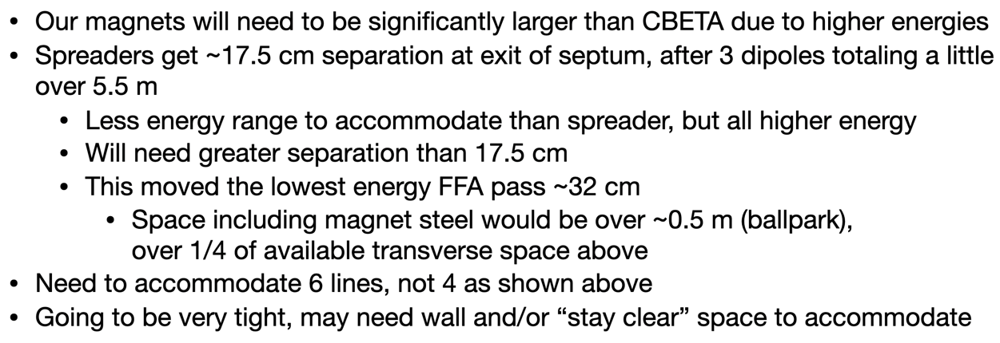 • Our magnets will need to be significantly larger than CBETA due to higher energies
• Spreaders get ~17.5 cm separation at exit of septum, after 3 dipoles totaling a little
over 5.5 m
• Less energy range to accommodate than spreader, but all higher energy
• Will need greater separation than 17.5 cm
• This moved the lowest energy FFA pass ~32 cm
• Space including magnet steel would be over ~0.5 m (ballpark),
over 1/4 of available transverse space above
• Need to accommodate 6 lines, not 4 as shown above
• Going to be very tight, may need wall and/or “stay clear” space to accommodate